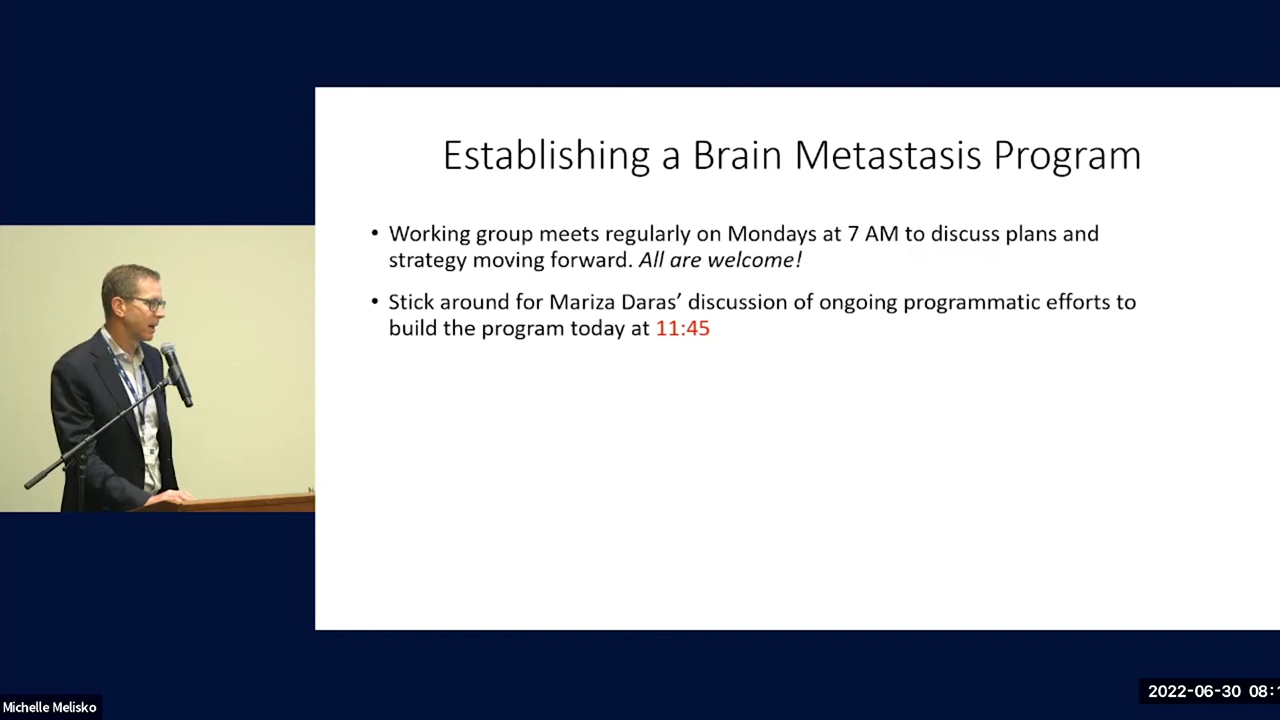 Establishing a Brain Metastasis Program
• Working group meets regularly on Mondays at 7 AM to discuss plans and
strategy moving forward. All are welcome!
• Stick around for Mariza Daras’ discussion of ongoing programmatic efforts to
build the program today at 11:45
Michelle Melisko
2022-06-30 08: